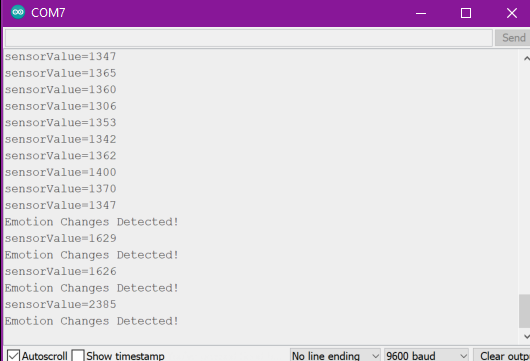 COM7
Send
sensorValue=1347
sensorValue=1365
sensorValue=1360
sensorValue=1306
sensorValue=1353
sensorValue=1342
sensorValue=1362
sensorValue=1400
sensorValue=1370
sensorValue=1347
Emotion Changes Detected!
sensorValue=1629
Emotion Changes Detected!
sensorValue=1626
Emotion Changes Detected!
sensorValue=2385
Emotion Changes Detected!
Autoscroll Show timestamp No line ending 9600 baud Clear outp